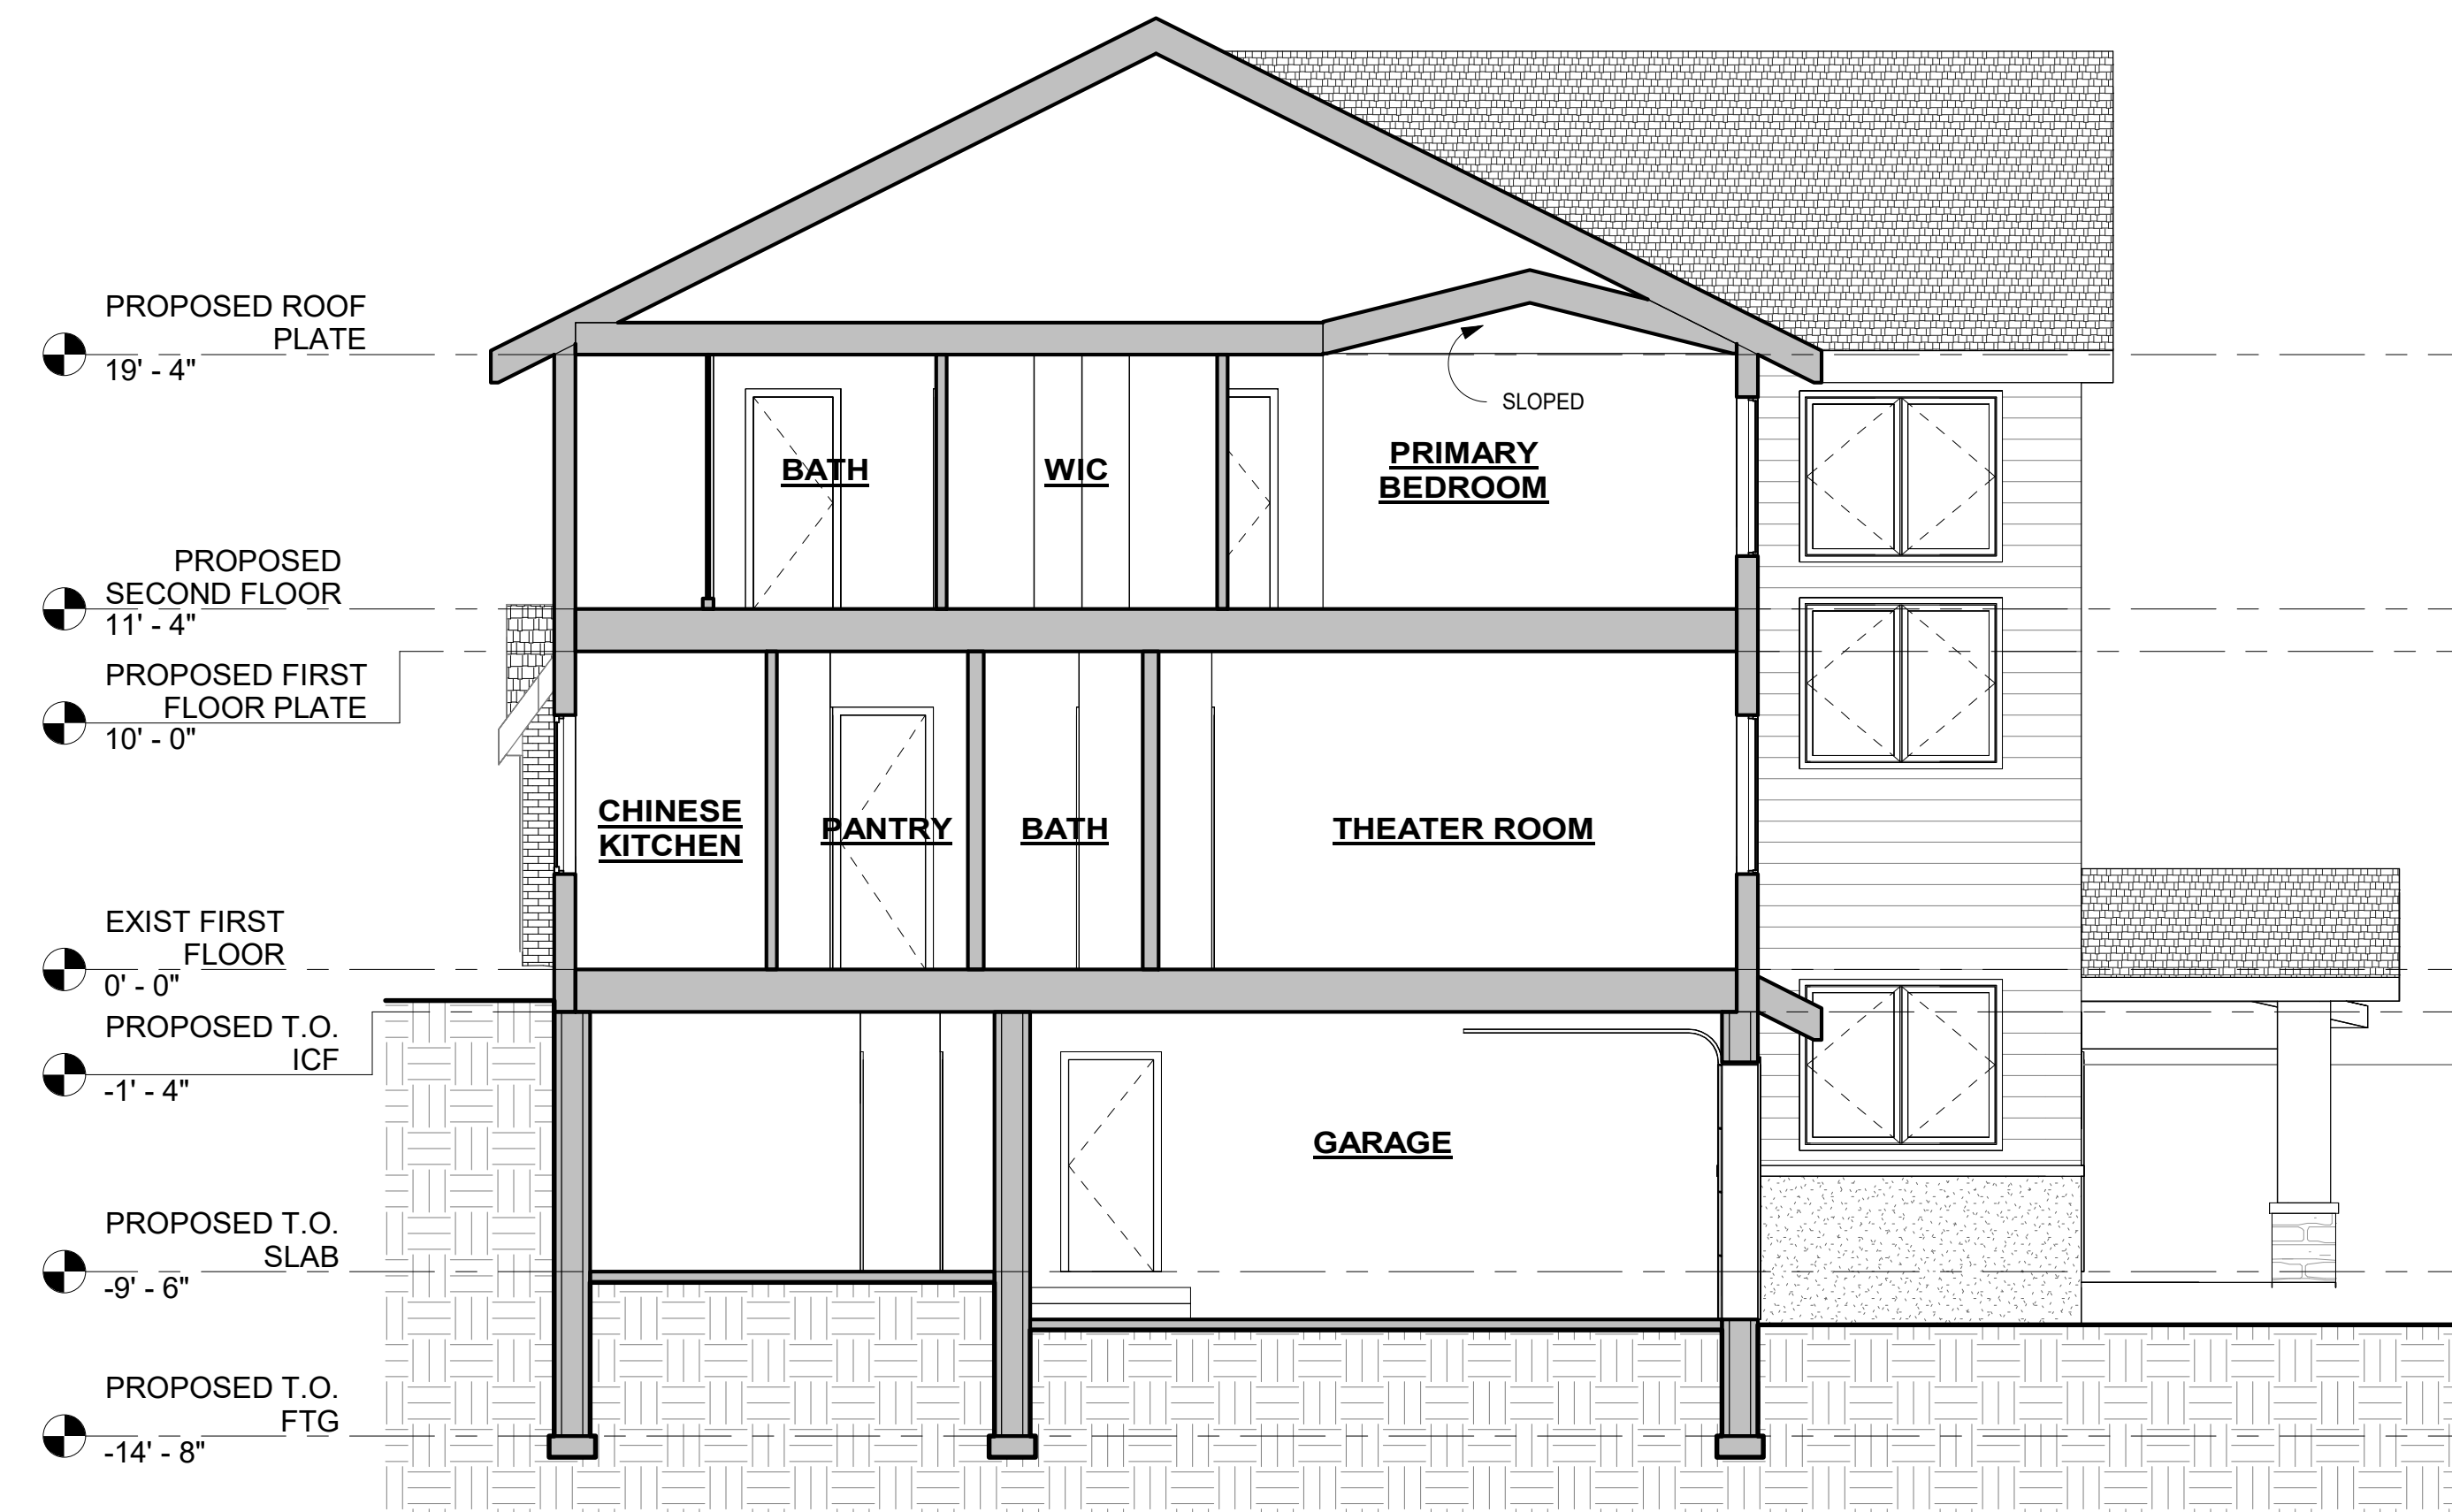 PROPOSED ROOF
PLATE
19' - 4"
SLOPED
BATH
WIC
PRIMARY
BEDROOM
PROPOSED
SECOND FLOOR
11' - 4"
PROPOSED FIRST
FLOOR PLATE
10' - 0"
CHINESE
KITCHEN
PANTRY
BATH
THEATER ROOM
EXIST FIRST
FLOOR
0' - 0"
PROPOSED T.O.
ICF
-1' - 4"
GARAGE
PROPOSED T.O.
SLAB
-9' - 6"
PROPOSED T.O.
FTG
-14' - 8"